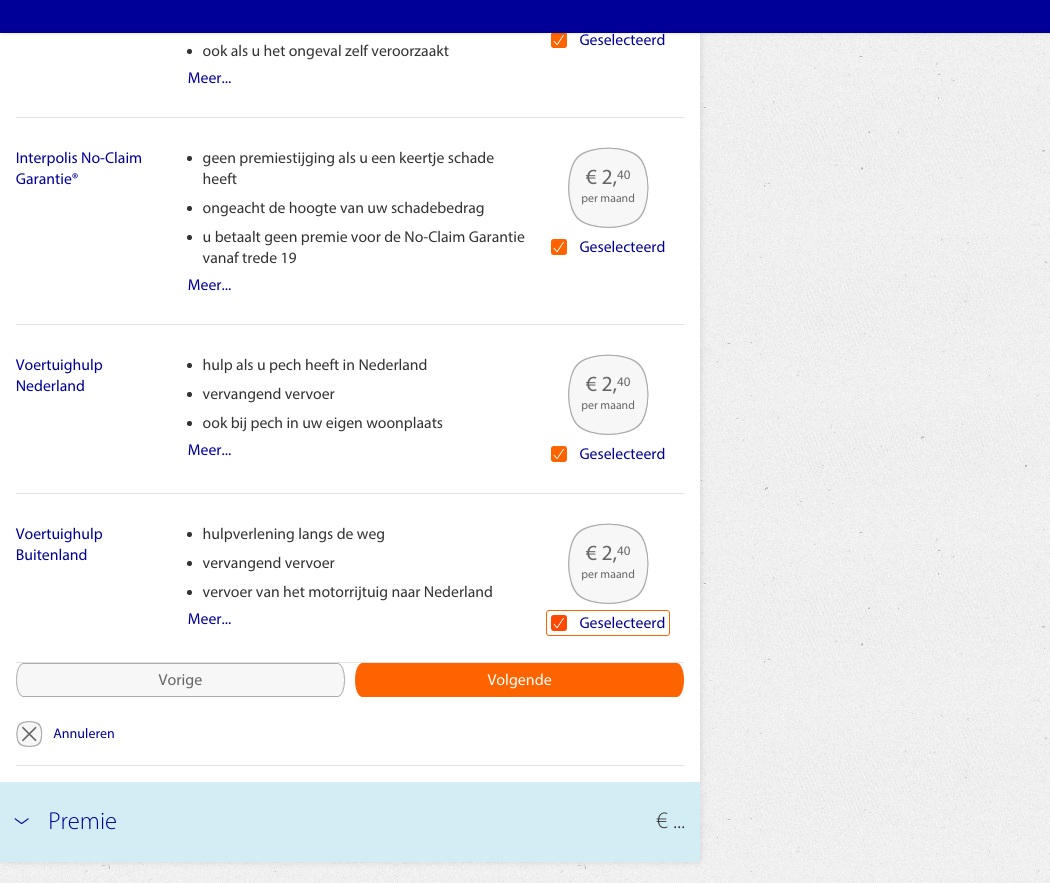 ook als u het ongeval zelf veroorzaakt
Geselecteerd
Meer...
Interpolis No-Claim
Garantie®
geen premiestijging als u een keertje schade
heeft
ongeacht de hoogte van uw schadebedrag
u betaalt geen premie voor de No-Claim Garantie
vanaf trede 19
Meer...
€ 2,40
per maand
Geselecteerd
Voertuighulp
Nederland
hulp als u pech heeft in Nederland
vervangend vervoer
ook bij pech in uw eigen woonplaats
Meer...
€ 2,40
per maand
Geselecteerd
Voertuighulp
Buitenland
hulpverlening langs de weg
vervangend vervoer
vervoer van het motorrijtuig naar Nederland
Meer...
€ 2,40
per maand
Geselecteerd
Vorige
Volgende
Annuleren
Premie
€ ...